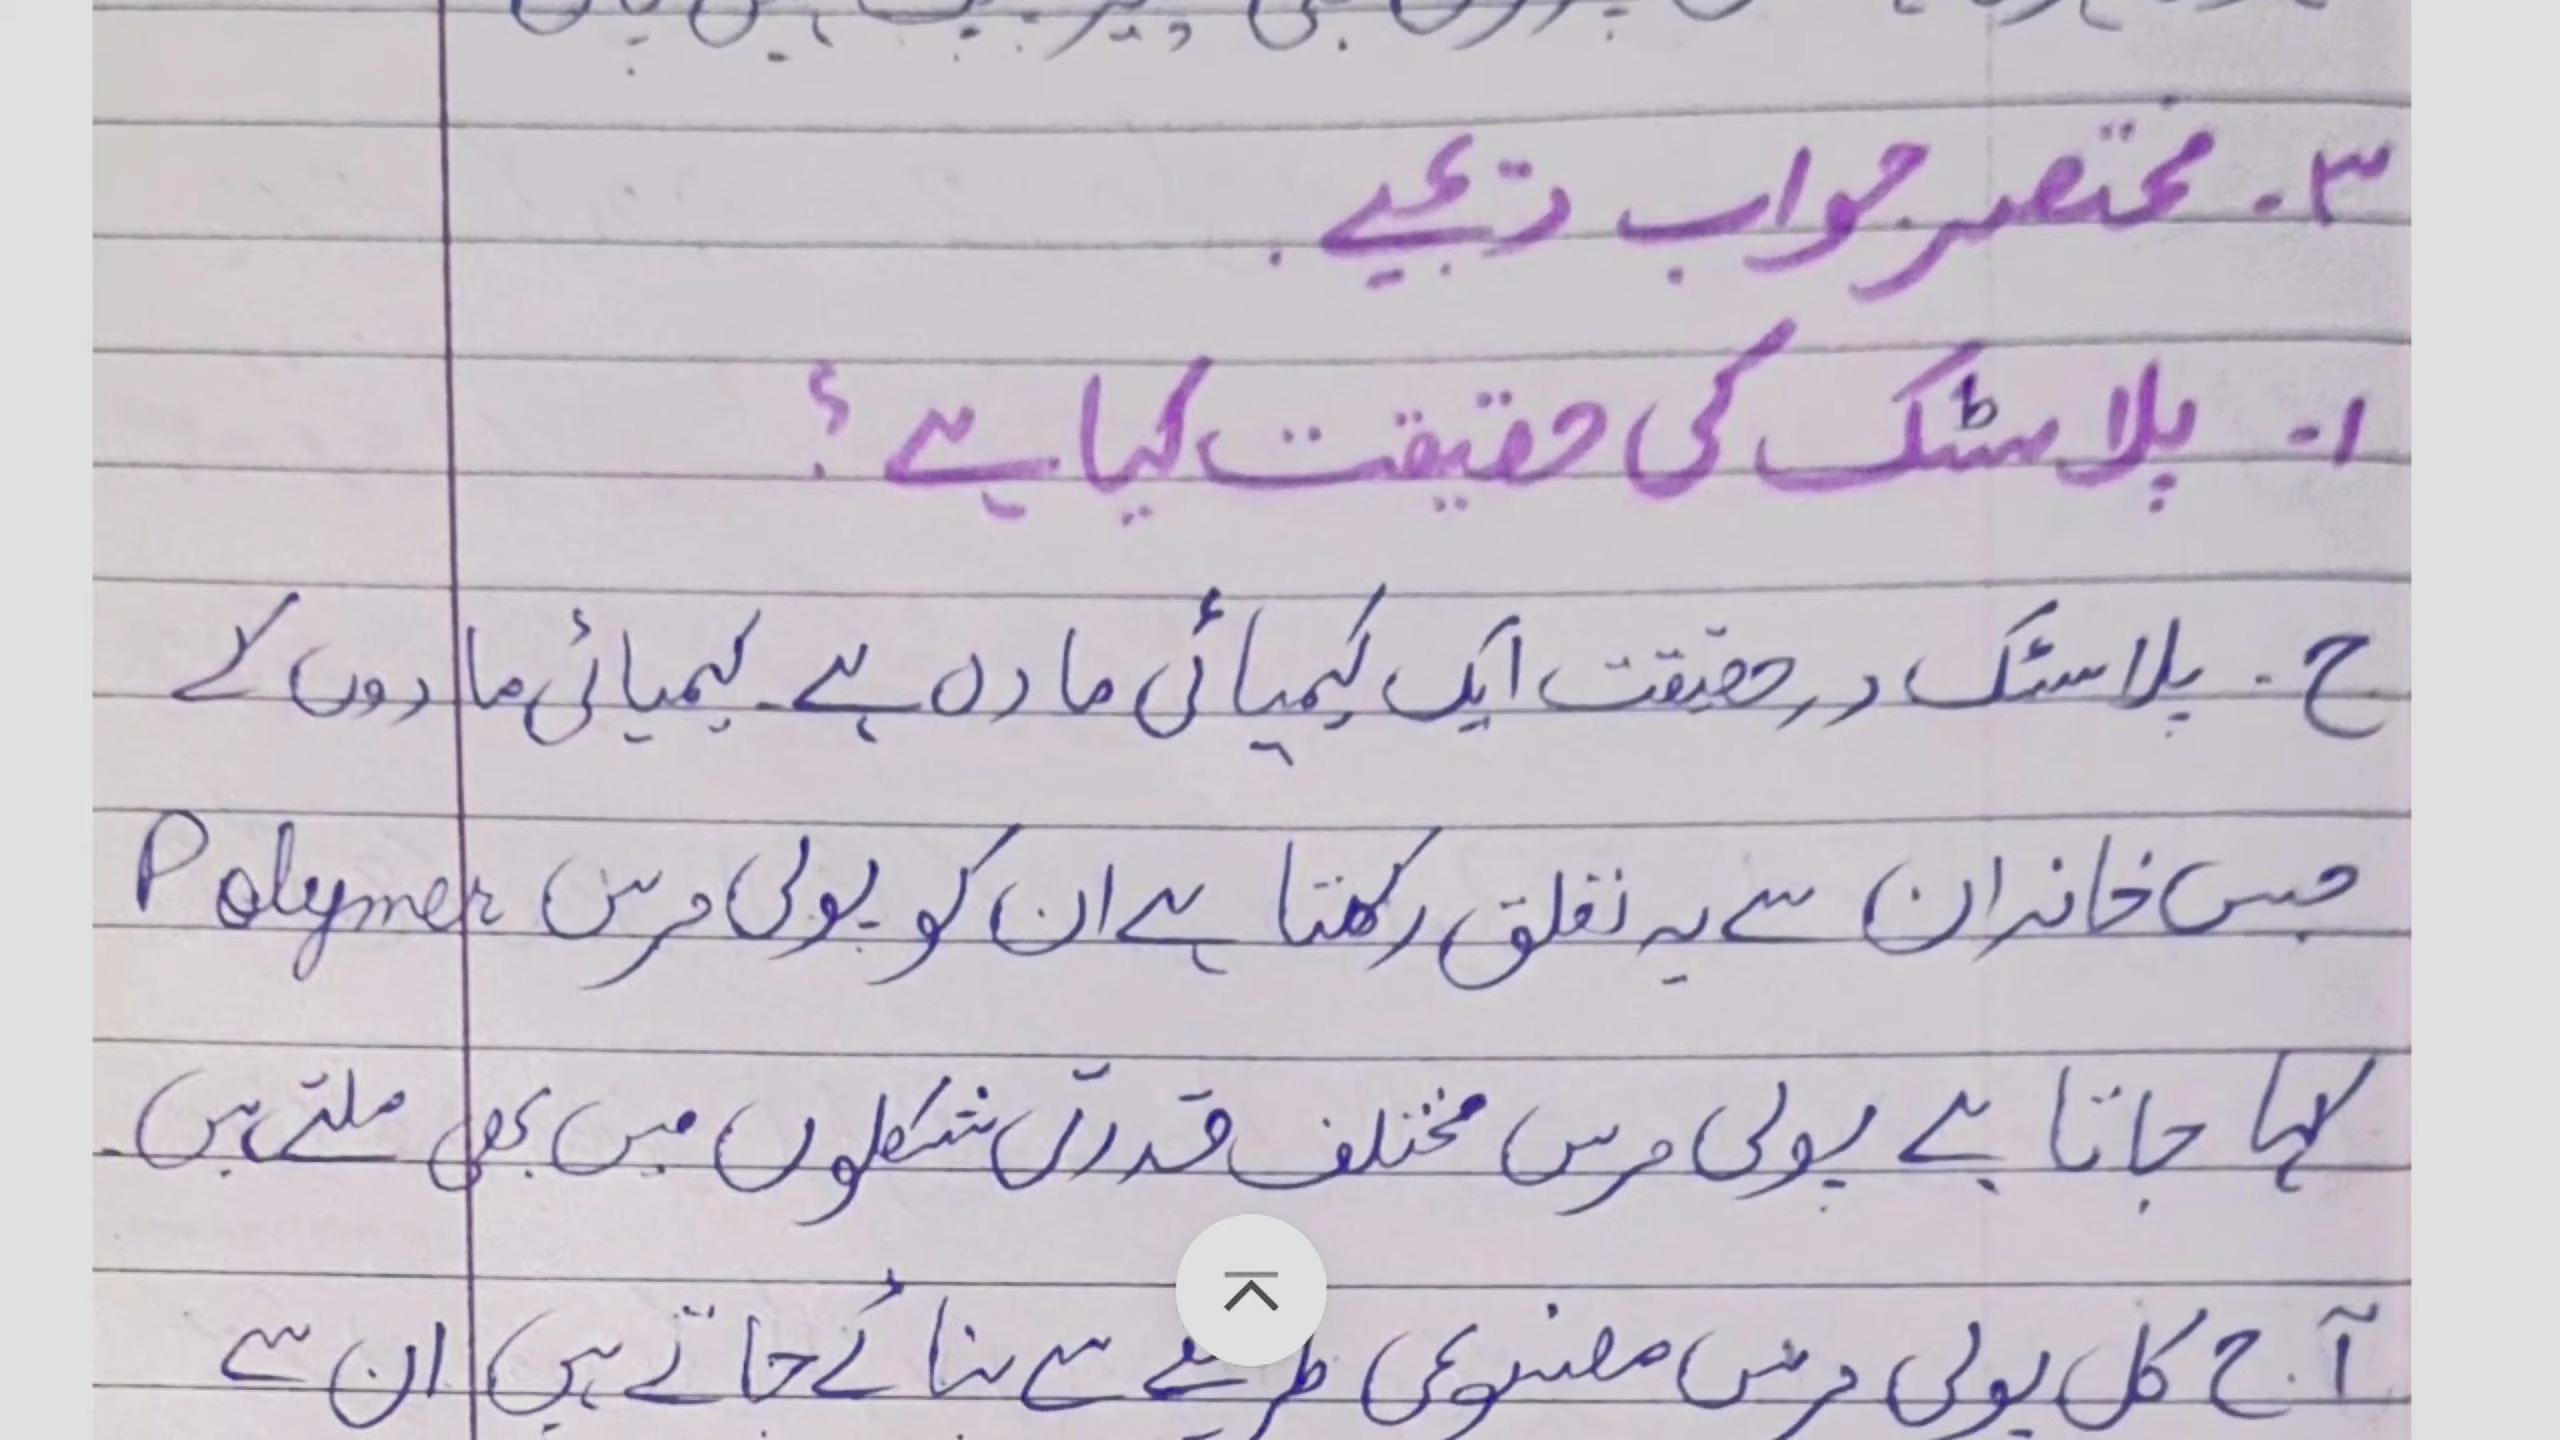 ۳۔ مختصر جواب دیجیے.
۱۔ پلاسٹک کی حقیقت کیا ہے؟
ج۔ پلاسٹک درحقیقت ایک کیمیائی مادہ ہے۔ کیمیائی مادوں کے
جس خاندان سے یہ تعلق رکھتا ہے ان کو پولی مرس Polymer
کہا جاتا ہے پولی مرس مختلف قدرتی شکلوں میں بھی ملتے ہیں۔
آج کل پولی مرس مصنوعی طریقے سے بنائے جاتے ہیں ان سے